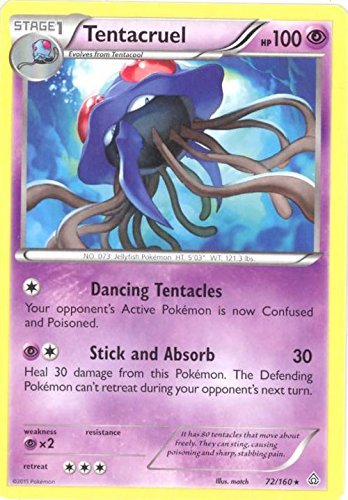 STAGE1 Tentacruel HP100
Evolves from Tentacool
NO. 073 Jellyfish Pokémon HT. 5'03" WT. 121.3 lbs.
Dancing Tentacles
Your opponent's Active Pokémon is now Confused
and Poisoned.
Stick and Absorb 30
Heal 30 damage from this Pokémon. The Defending
Pokémon can't retreat during your opponent's next turn.
weakness resistance
×2
It has 80 tentacles that move about
freely. They can sting, causing
poisoning and sharp, stabbing pain.
retreat
©2015 Pokémon Illus. match 72/160 ★